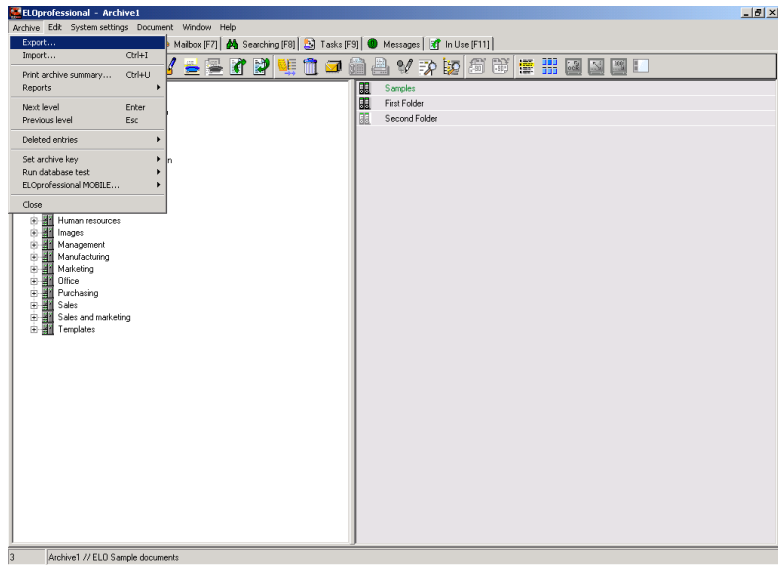 ELOprofessional - Archive1
Archive Edit System settings Document Window Help
Mailbox [F7] Searching [F8] Tasks [F9] Messages In Use [F11]
Export...
Import... Ctrl+I
Print archive summary... Ctrl+U
Reports
Next level Enter
Previous level Esc
Deleted entries
Set archive key
Run database test
ELOprofessional MOBILE...
Close
Human resources
Images
Management
Manufacturing
Marketing
Office
Purchasing
Sales
Sales and marketing
Templates
Samples
First Folder
Second Folder
3 Archive1 // ELO Sample documents